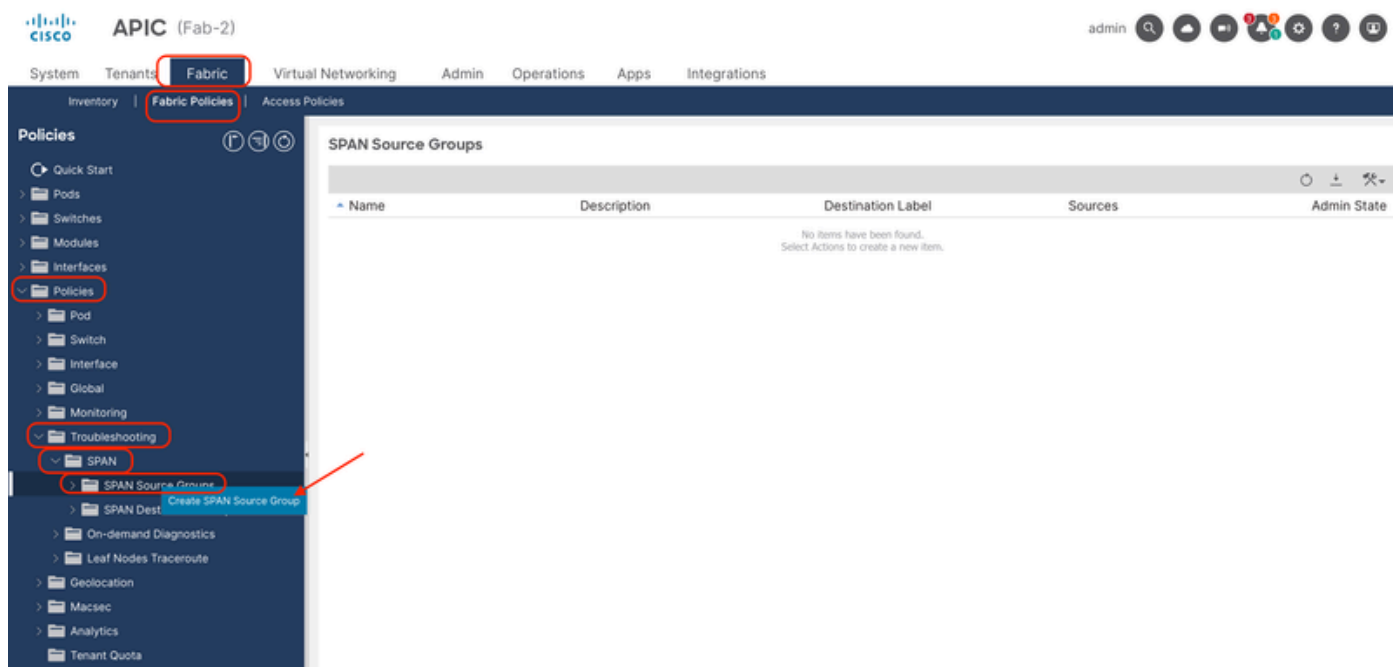 CISCO
APIC (Fab-2)
admin
System Tenants Fabric Virtual Networking Admin Operations Apps Integrations
Inventory | Fabric Policies | Access Policies
Policies
Quick Start
Pods
Switches
Modules
Interfaces
Policies
Pod
Switch
Interface
Global
Monitoring
Troubleshooting
SPAN
SPAN Source Groups
Create SPAN Source Group
SPAN Dest
On-demand Diagnostics
Leaf Nodes Traceroute
Geolocation
Macsec
Analytics
Tenant Quota
SPAN Source Groups
Name Description Destination Label Sources Admin State
No items have been found.
Select Actions to create a new item.